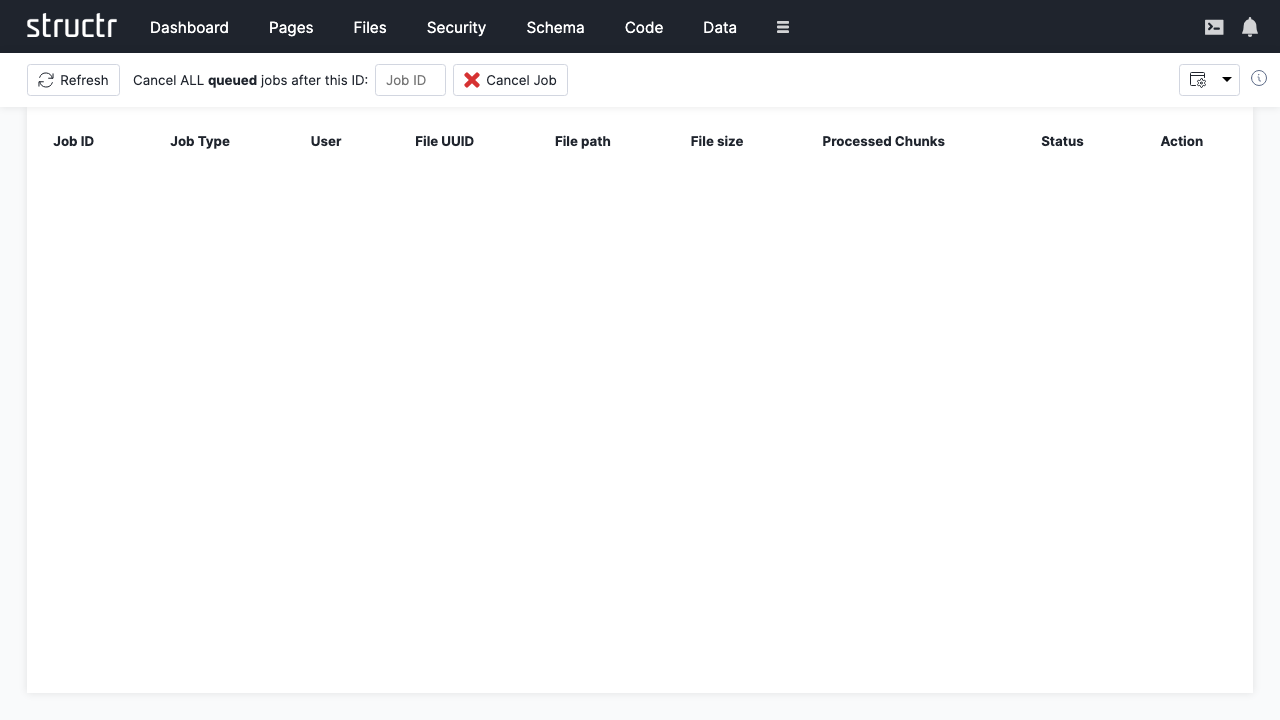 structr Dashboard Pages Files Security Schema Code Data
Refresh Cancel ALL queued jobs after this ID: Job ID Cancel Job
Job ID Job Type User File UUID File path File size Processed Chunks Status Action